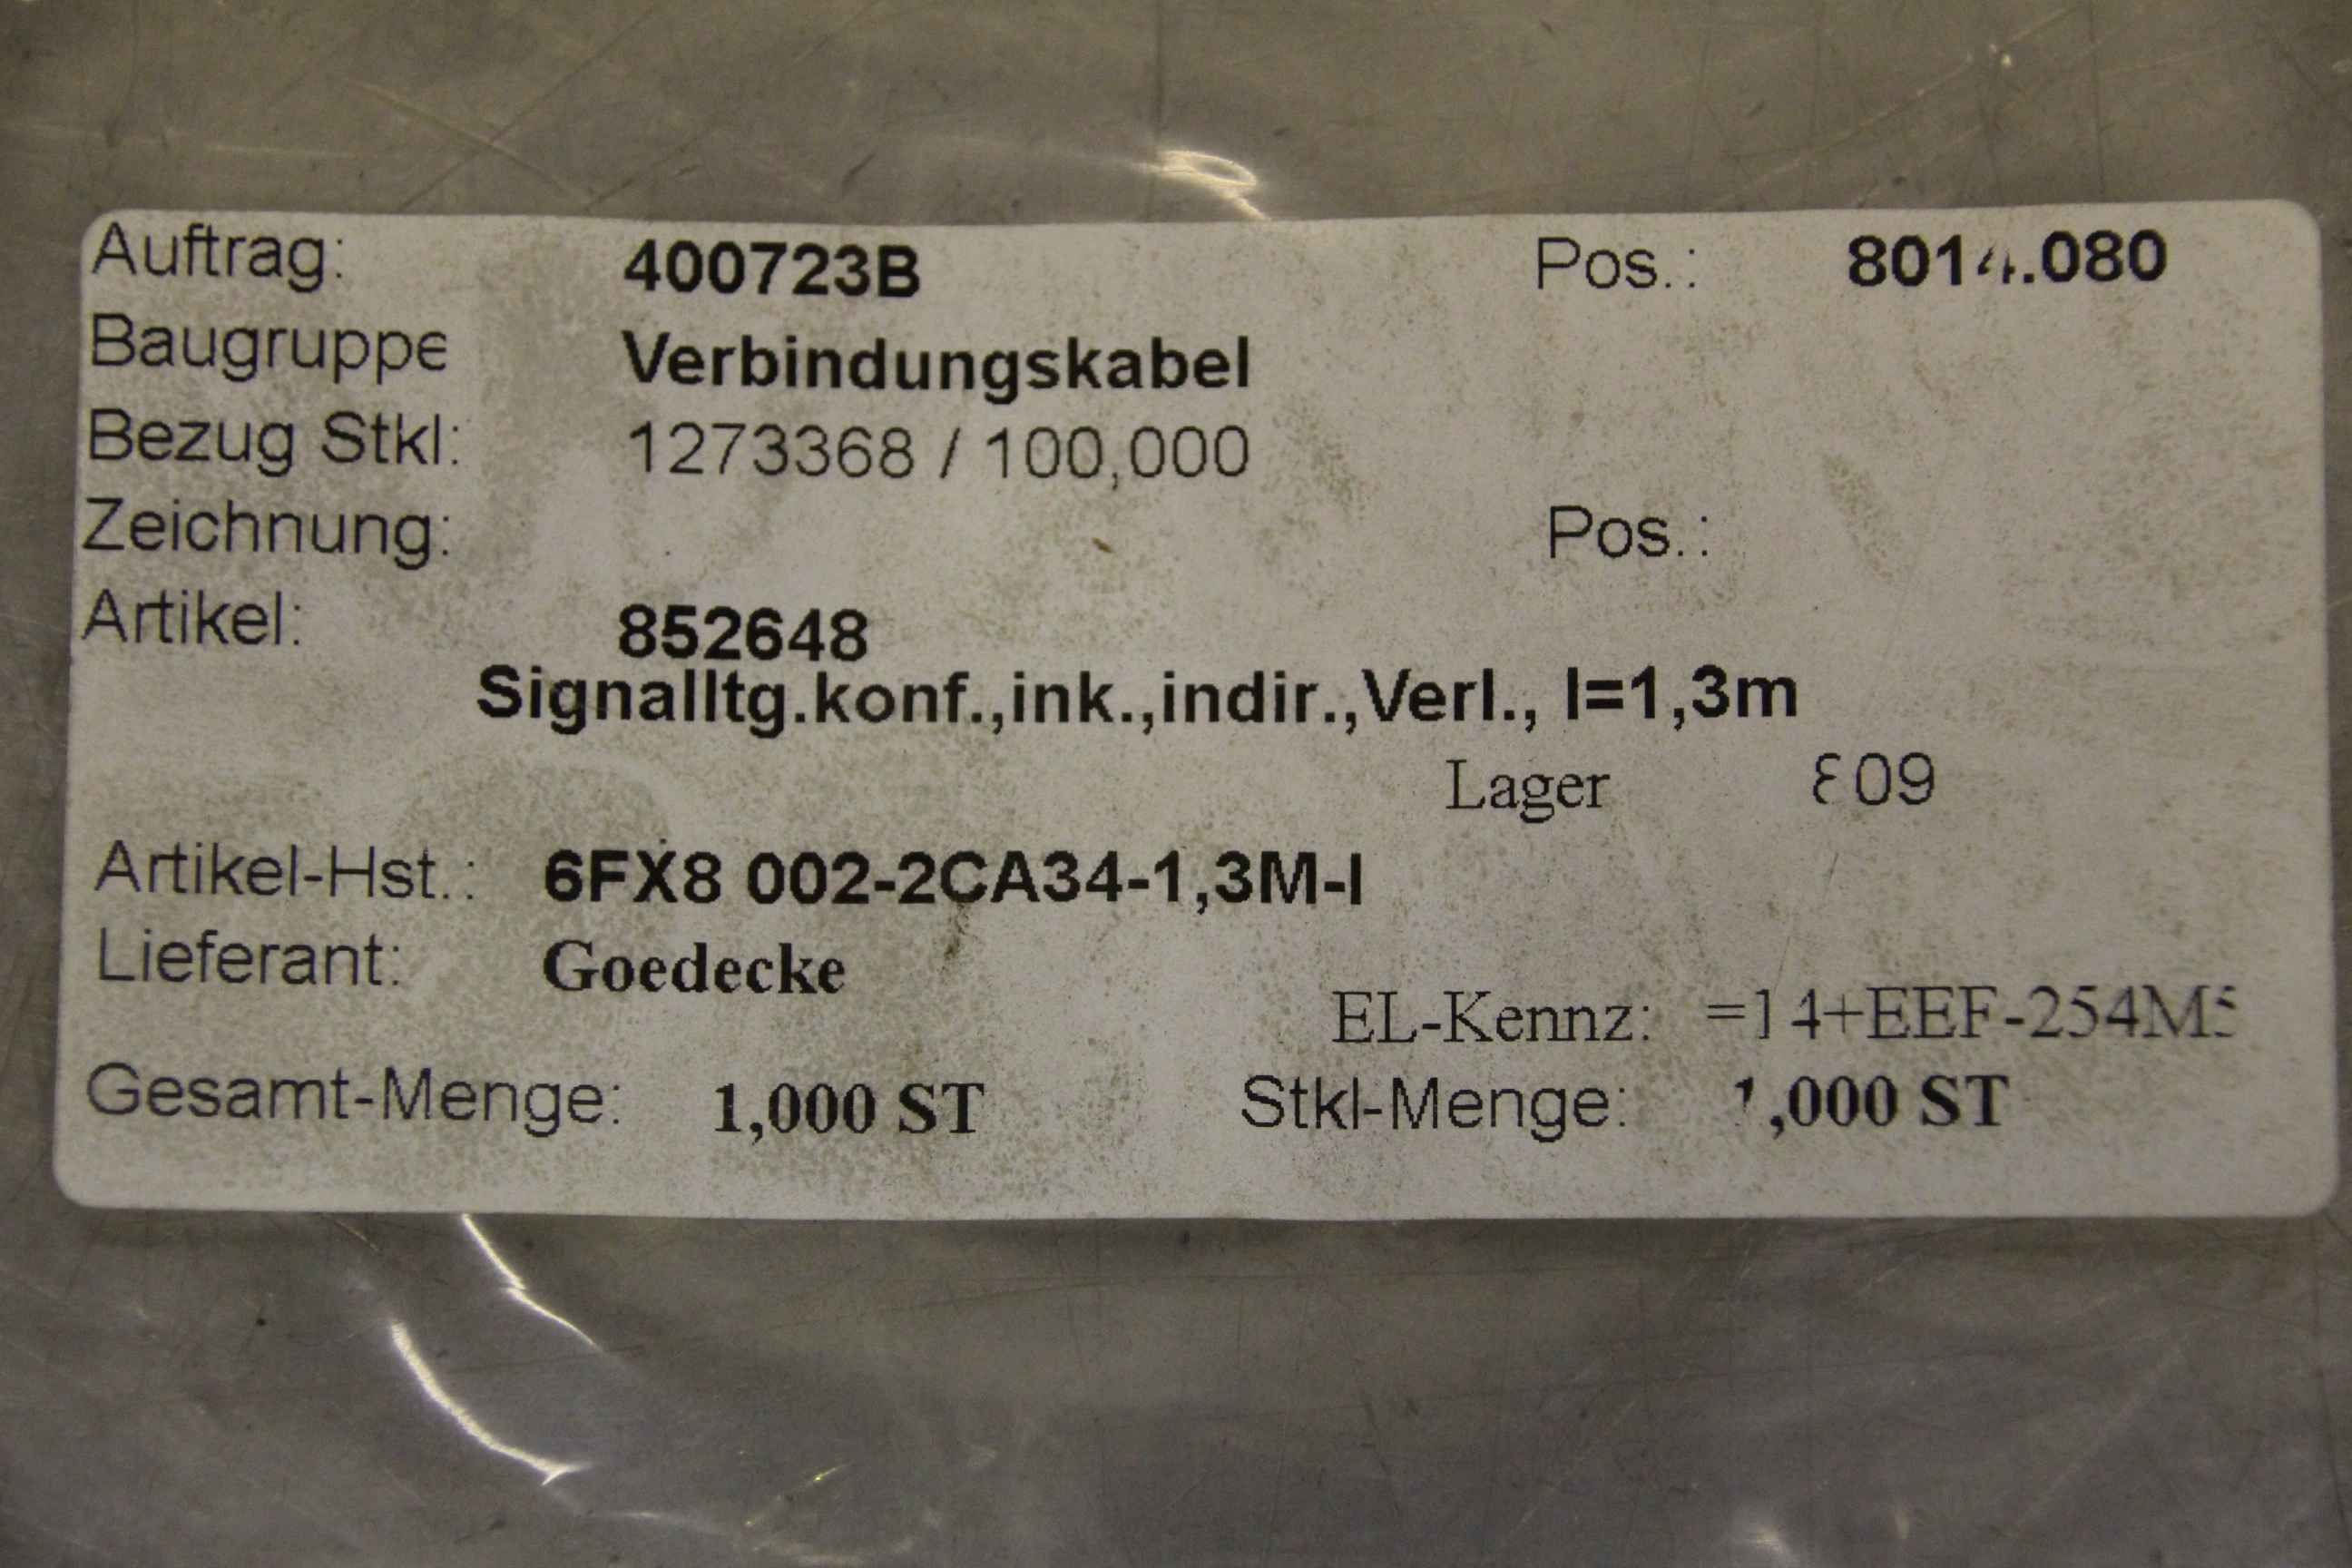 Auftrag: 400723B Pos.: 8014.080
Baugruppe Verbindungskabel
Bezug Stkl: 1273368 / 100,000
Zeichnung: Pos.:
Artikel: 852648
Signalltg.konf.,ink.,indir.,Verl., l=1,3m
Lager 809
Artikel-Hst.: 6FX8 002-2CA34-1,3M-I
Lieferant: Goedecke
EL-Kennz: =14+EEF-254M5
Gesamt-Menge: 1,000 ST Stkl-Menge: 1,000 ST